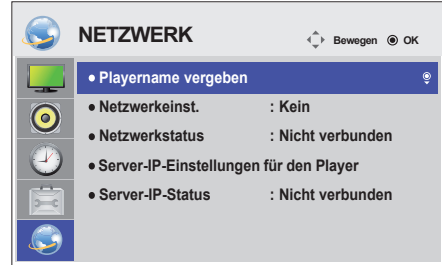 NETZWERK
Bewegen OK
Playername vergeben
Netzwerkeinst. : Kein
Netzwerkstatus : Nicht verbunden
Server-IP-Einstellungen für den Player
Server-IP-Status : Nicht verbunden